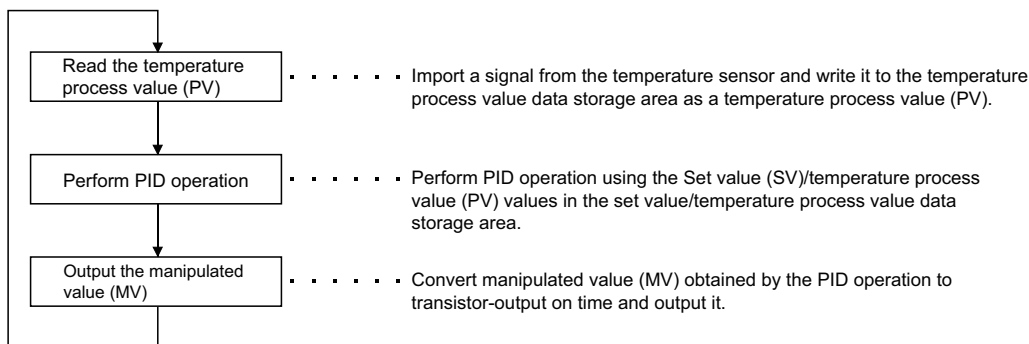 Read the temperature
process value (PV)
Import a signal from the temperature sensor and write it to the temperature
process value data storage area as a temperature process value (PV).
Perform PID operation
Perform PID operation using the Set value (SV)/temperature process
value (PV) values in the set value/temperature process value data
storage area.
Output the manipulated
value (MV)
Convert manipulated value (MV) obtained by the PID operation to
transistor-output on time and output it.